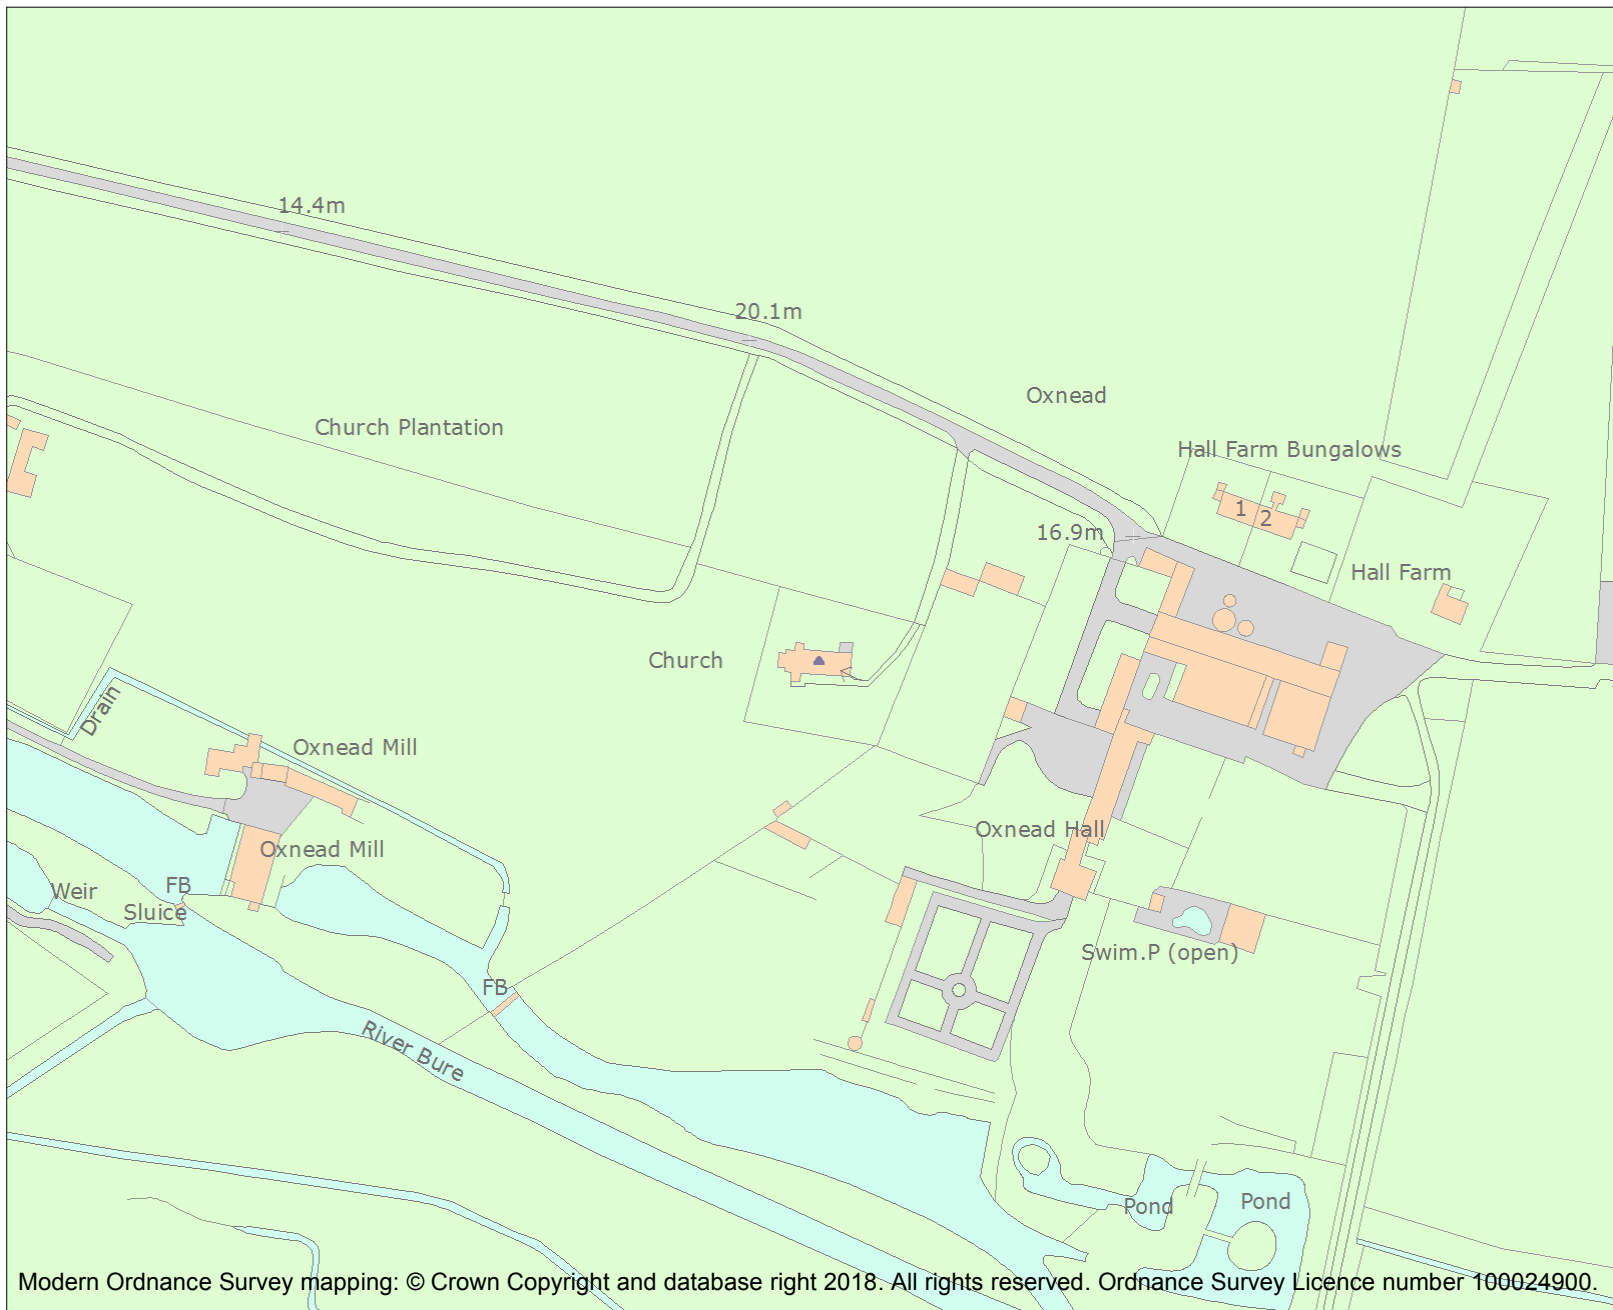 14.4m
20.1m
Oxnead
Church Plantation
Hall Farm Bungalows
1
2
16.9m
Hall Farm
Church
Drain
Oxnead Mill
Oxnead Hall
Oxnead Mill
Weir
FB
Sluice
Swim.P (open)
FB
River Bure
Pond
Pond
Modern Ordnance Survey mapping: © Crown Copyright and database right 2018. All rights reserved. Ordnance Survey Licence number 100024900.